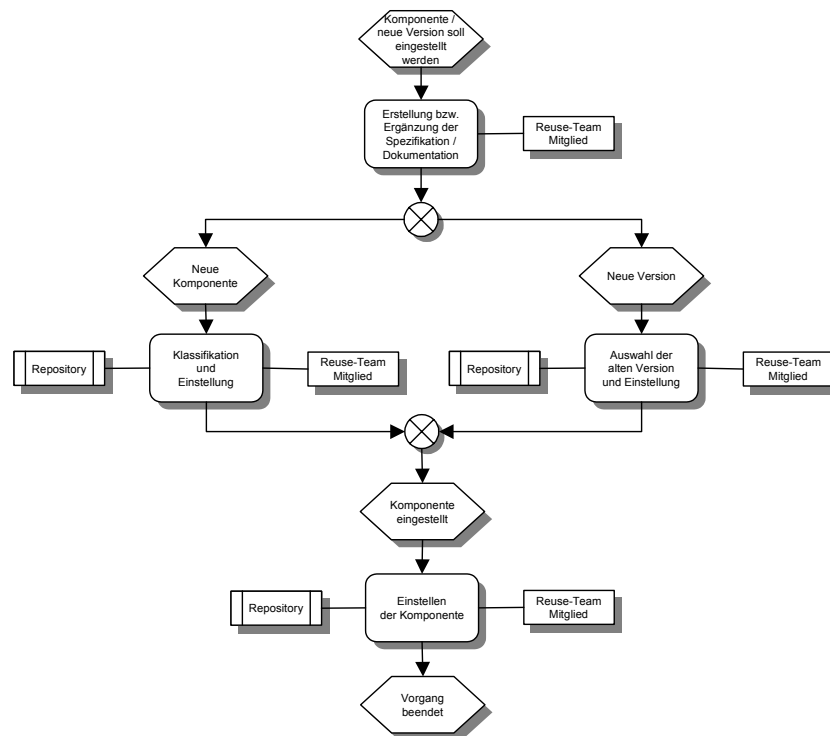 Komponente /
neue Version soll
eingestellt
werden
Erstellung bzw.
Ergänzung der
Spezifikation /
Dokumentation
Reuse-Team
Mitglied
Neue
Komponente
Neue Version
Repository
Klassifikation
und
Einstellung
Reuse-Team
Mitglied
Repository
Auswahl der
alten Version
und Einstellung
Reuse-Team
Mitglied
Komponente
eingestellt
Repository
Einstellen
der Komponente
Reuse-Team
Mitglied
Vorgang
beendet